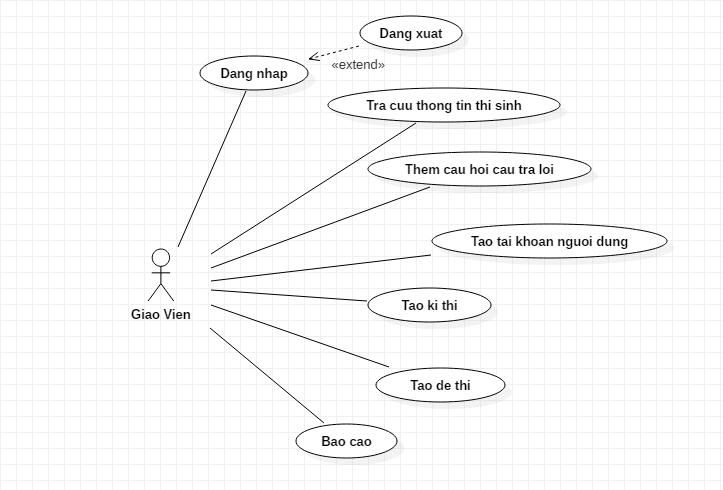 Dang xuat
«extend»
Dang nhap
Tra cuu thong tin thi sinh
Them cau hoi cau tra loi
Tao tai khoan nguoi dung
Tao ki thi
Giao Vien
Tao de thi
Bao cao